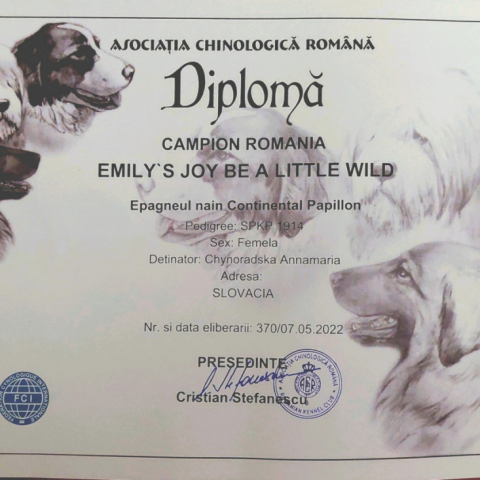 ASOCIAȚIA CHINOLOGICĂ ROMÂNĂ
Diplomă
CAMPION ROMANIA
EMILY`S JOY BE A LITTLE WILD
Epagneul nain Continental Papillon
Pedigree: SPKP 1914
Sex: Femela
Detinator: Chynoradska Annamaria
Adresa:
SLOVACIA
Nr. si data eliberarii: 370/07.05.2022
PRESEDINTE
Cristian Stefanescu
FCI